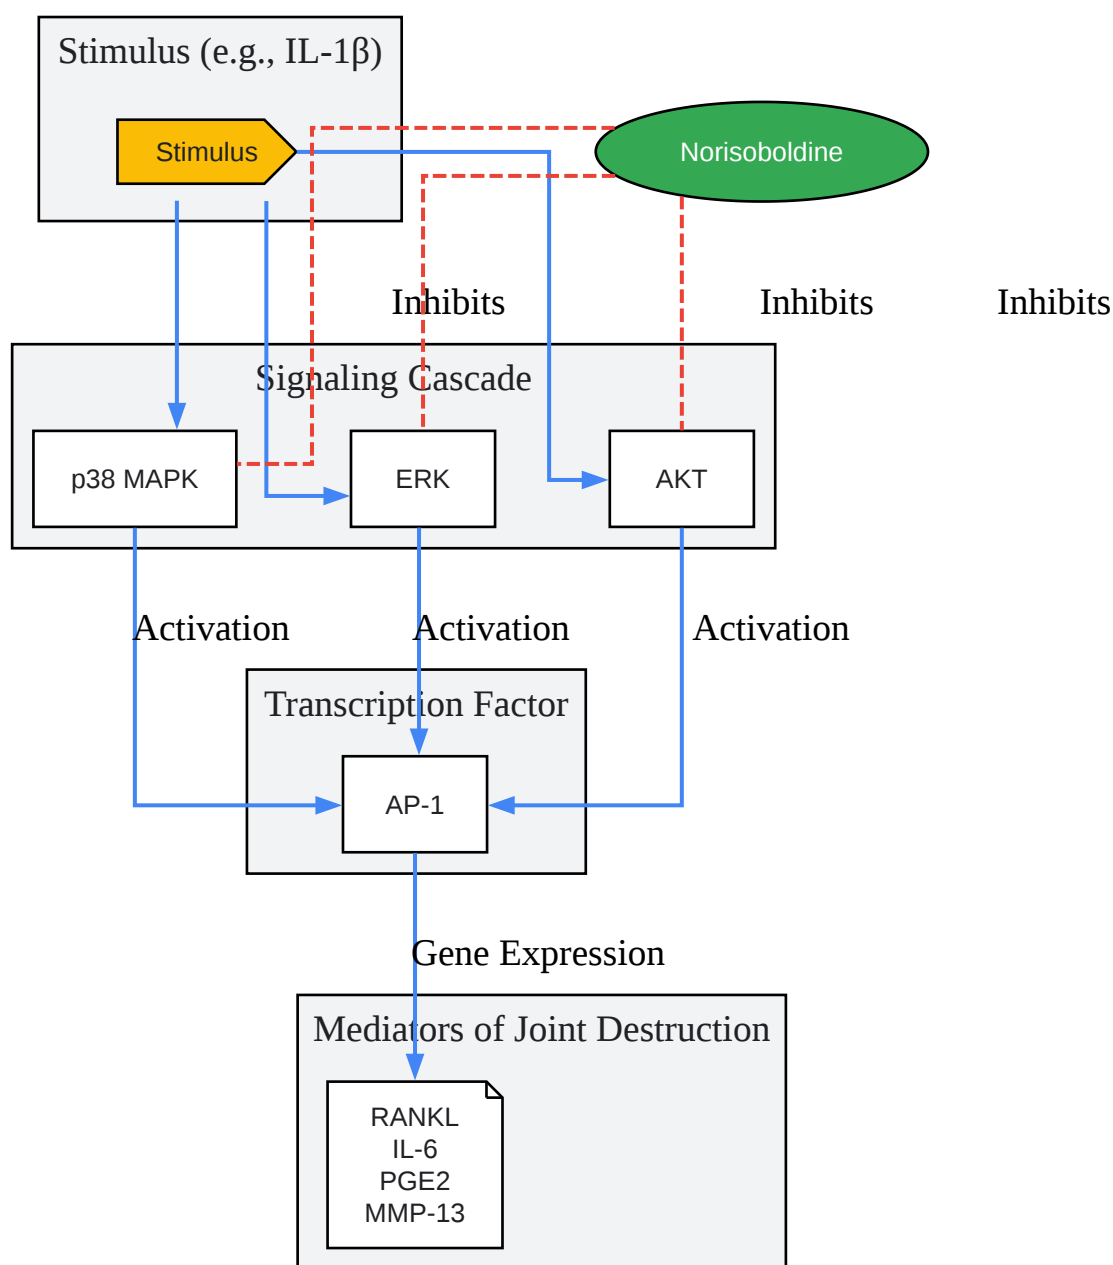 Stimulus (e.g., IL-1β)
Stimulus
Norisoboldine
Inhibits
Inhibits
Inhibits
Signaling Cascade
p38 MAPK
ERK
AKT
Activation
Activation
Activation
Transcription Factor
AP-1
Gene Expression
Mediators of Joint Destruction
RANKL
IL-6
PGE2
MMP-13